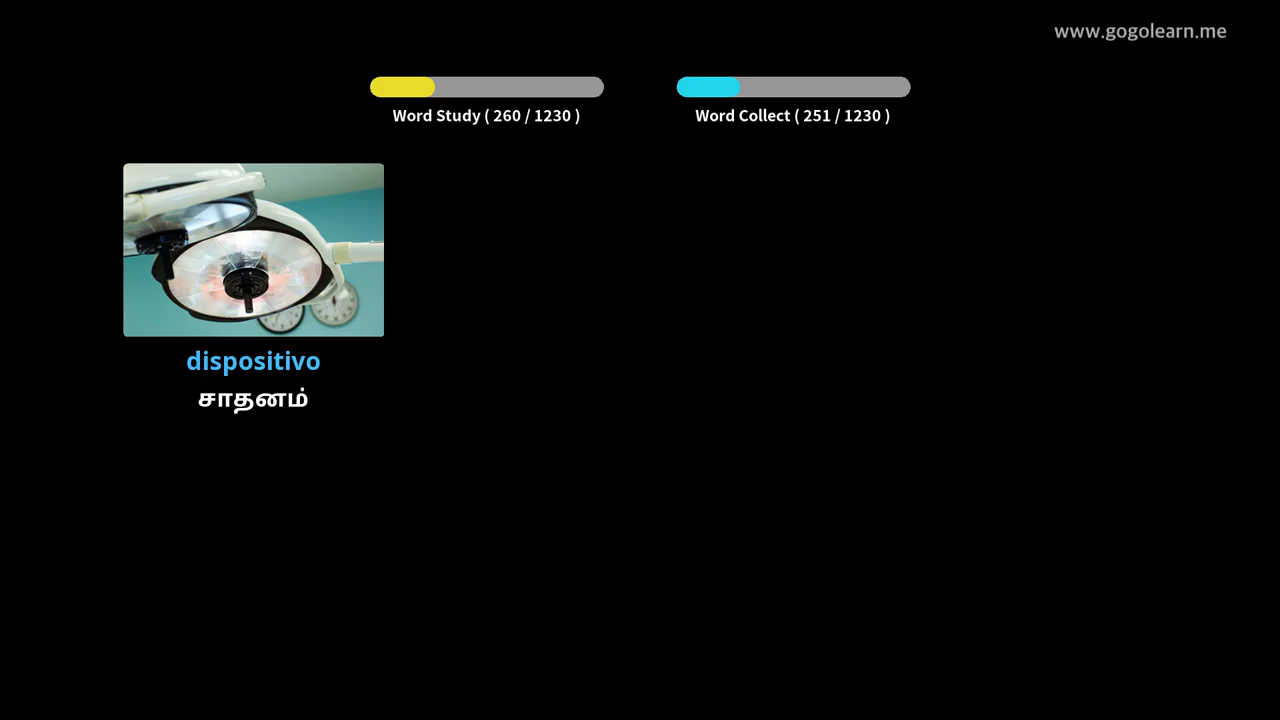 www.gogolearn.me
Word Study ( 260 / 1230 )
Word Collect ( 251 / 1230 )
dispositivo
சாதனம்